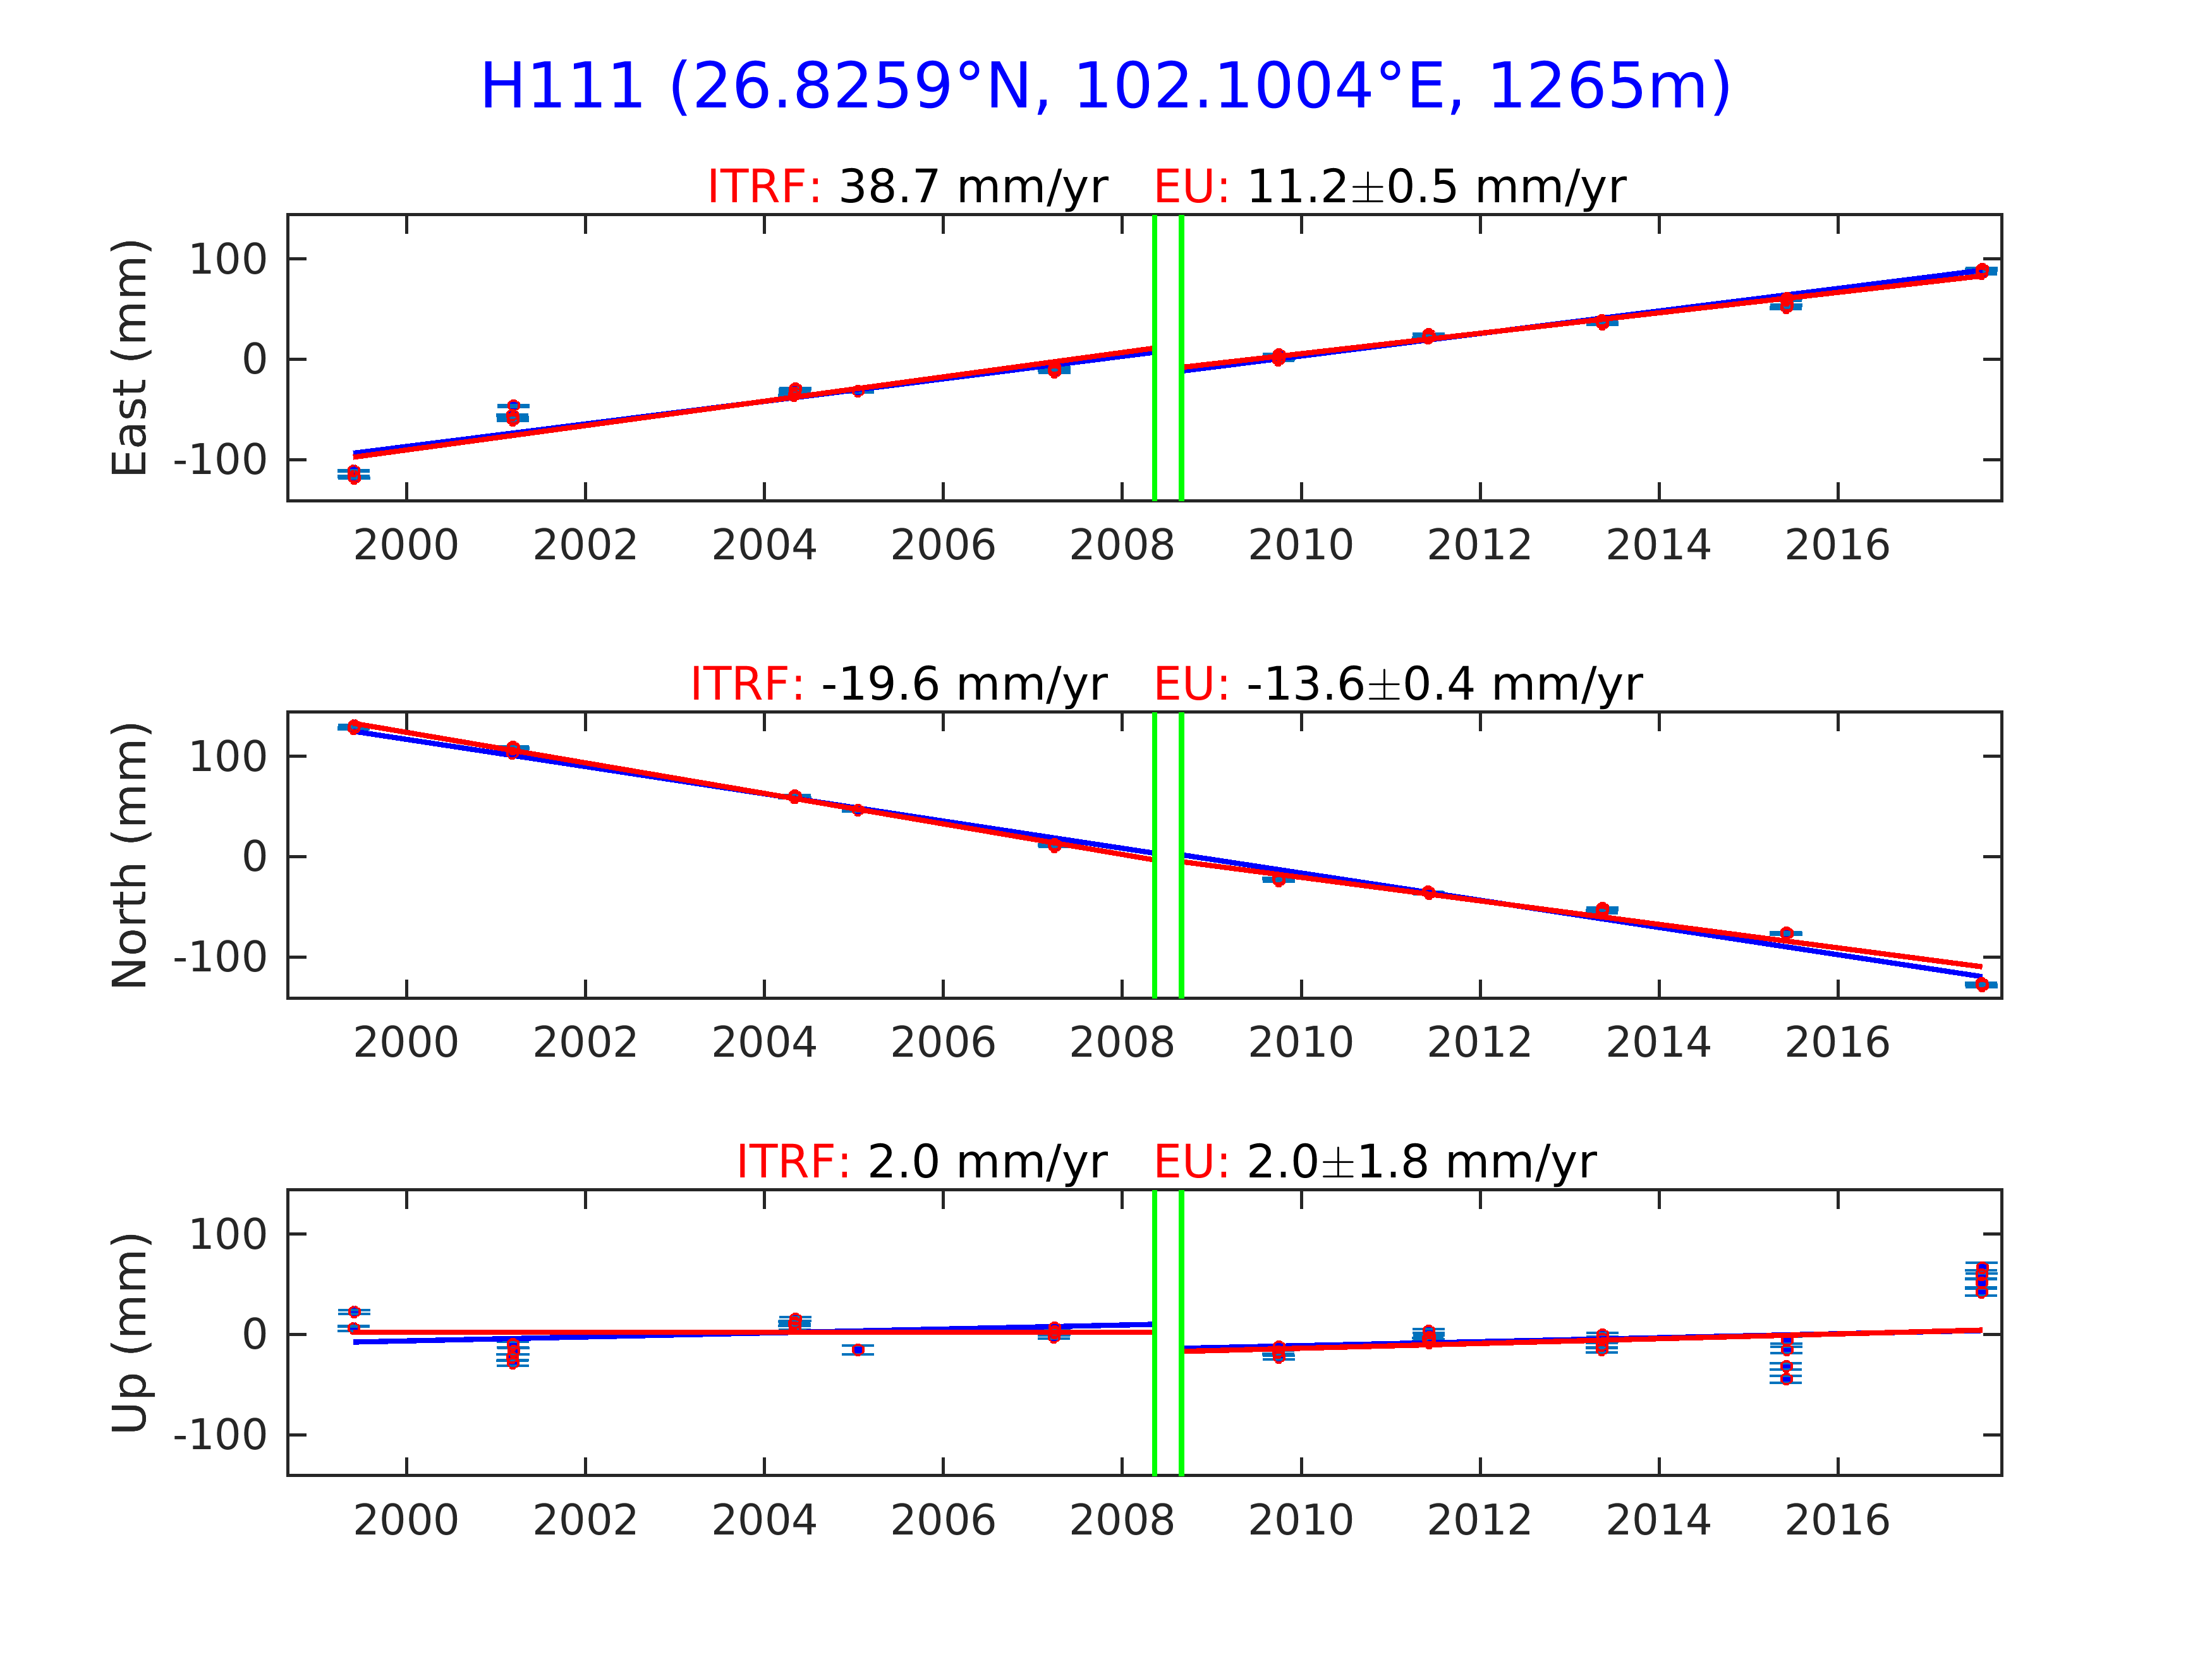 H111 (26.8259°N, 102.1004°E, 1265m)
ITRF: 38.7 mm/yr EU: 11.2±0.5 mm/yr
East (mm)
100
0
-100
2000 2002 2004 2006 2008 2010 2012 2014 2016
ITRF: -19.6 mm/yr EU: -13.6±0.4 mm/yr
North (mm)
100
0
-100
2000 2002 2004 2006 2008 2010 2012 2014 2016
ITRF: 2.0 mm/yr EU: 2.0±1.8 mm/yr
Up (mm)
100
0
-100
2000 2002 2004 2006 2008 2010 2012 2014 2016